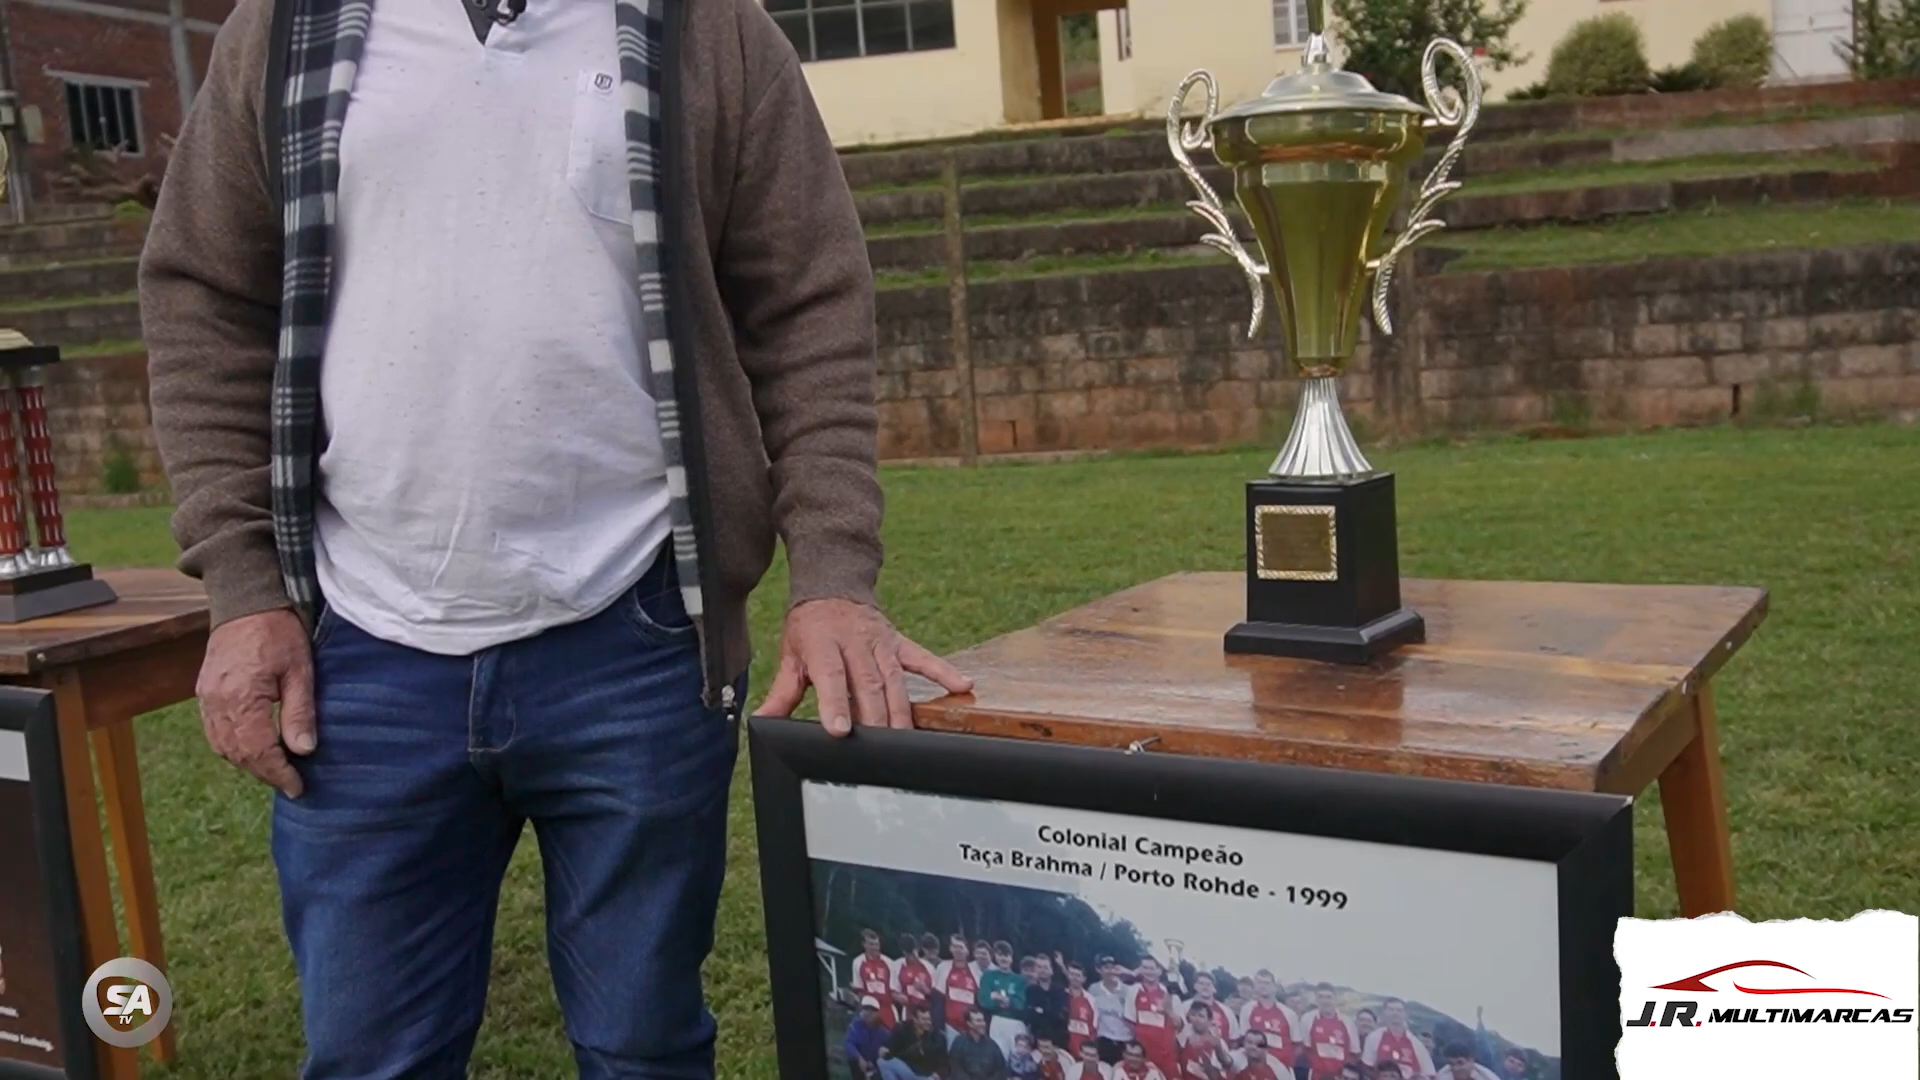 Colonial Campeão
Taça Brahma / Porto Rohde - 1999
SA
TV
J.R. MULTIMARCAS